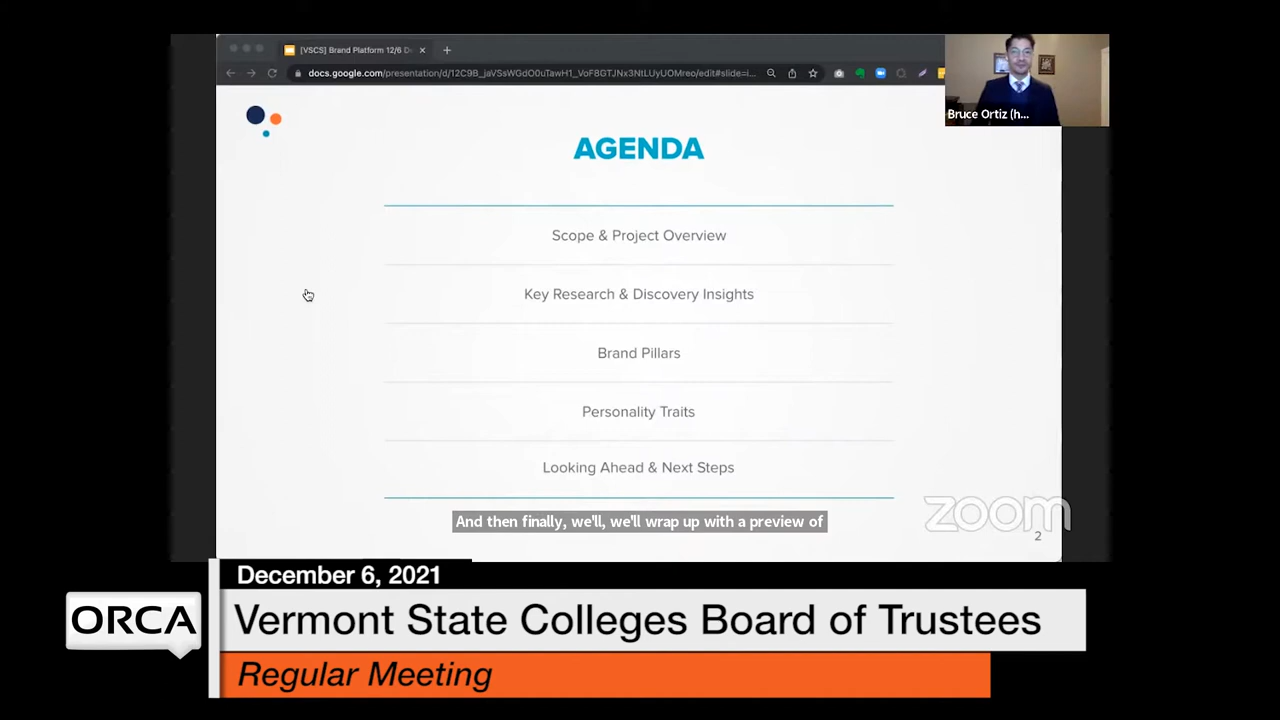 [VSCS] Brand Platform 12/6 D
docs.google.com/presentation/d/12C9B_jaVSsWGdO0uTawH1_VoF8GTJNx3NtLUyUOMreo/edit#slide=i...
Bruce Ortiz (h...
AGENDA
Scope & Project Overview
Key Research & Discovery Insights
Brand Pillars
Personality Traits
Looking Ahead & Next Steps
And then finally, we'll, we'll wrap up with a preview of
zoom
2
December 6, 2021
ORCA
Vermont State Colleges Board of Trustees
Regular Meeting